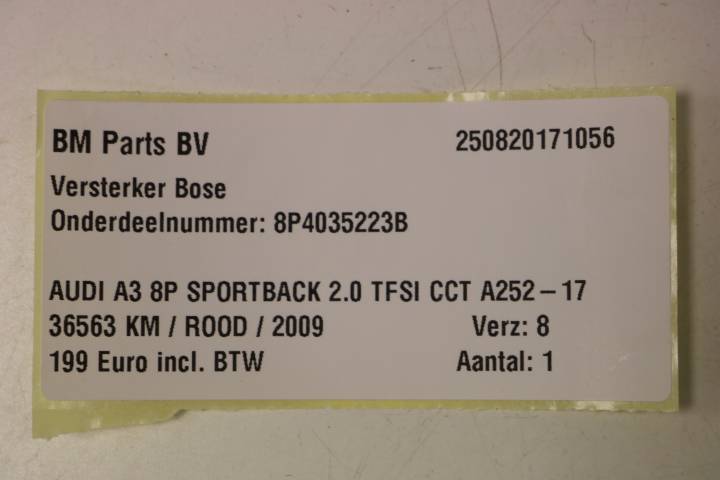 BM Parts BV 250820171056
Versterker Bose
Onderdeelnummer: 8P4035223B
AUDI A3 8P SPORTBACK 2.0 TFSI CCT A252-17
36563 KM / ROOD / 2009 Verz: 8
199 Euro incl. BTW Aantal: 1